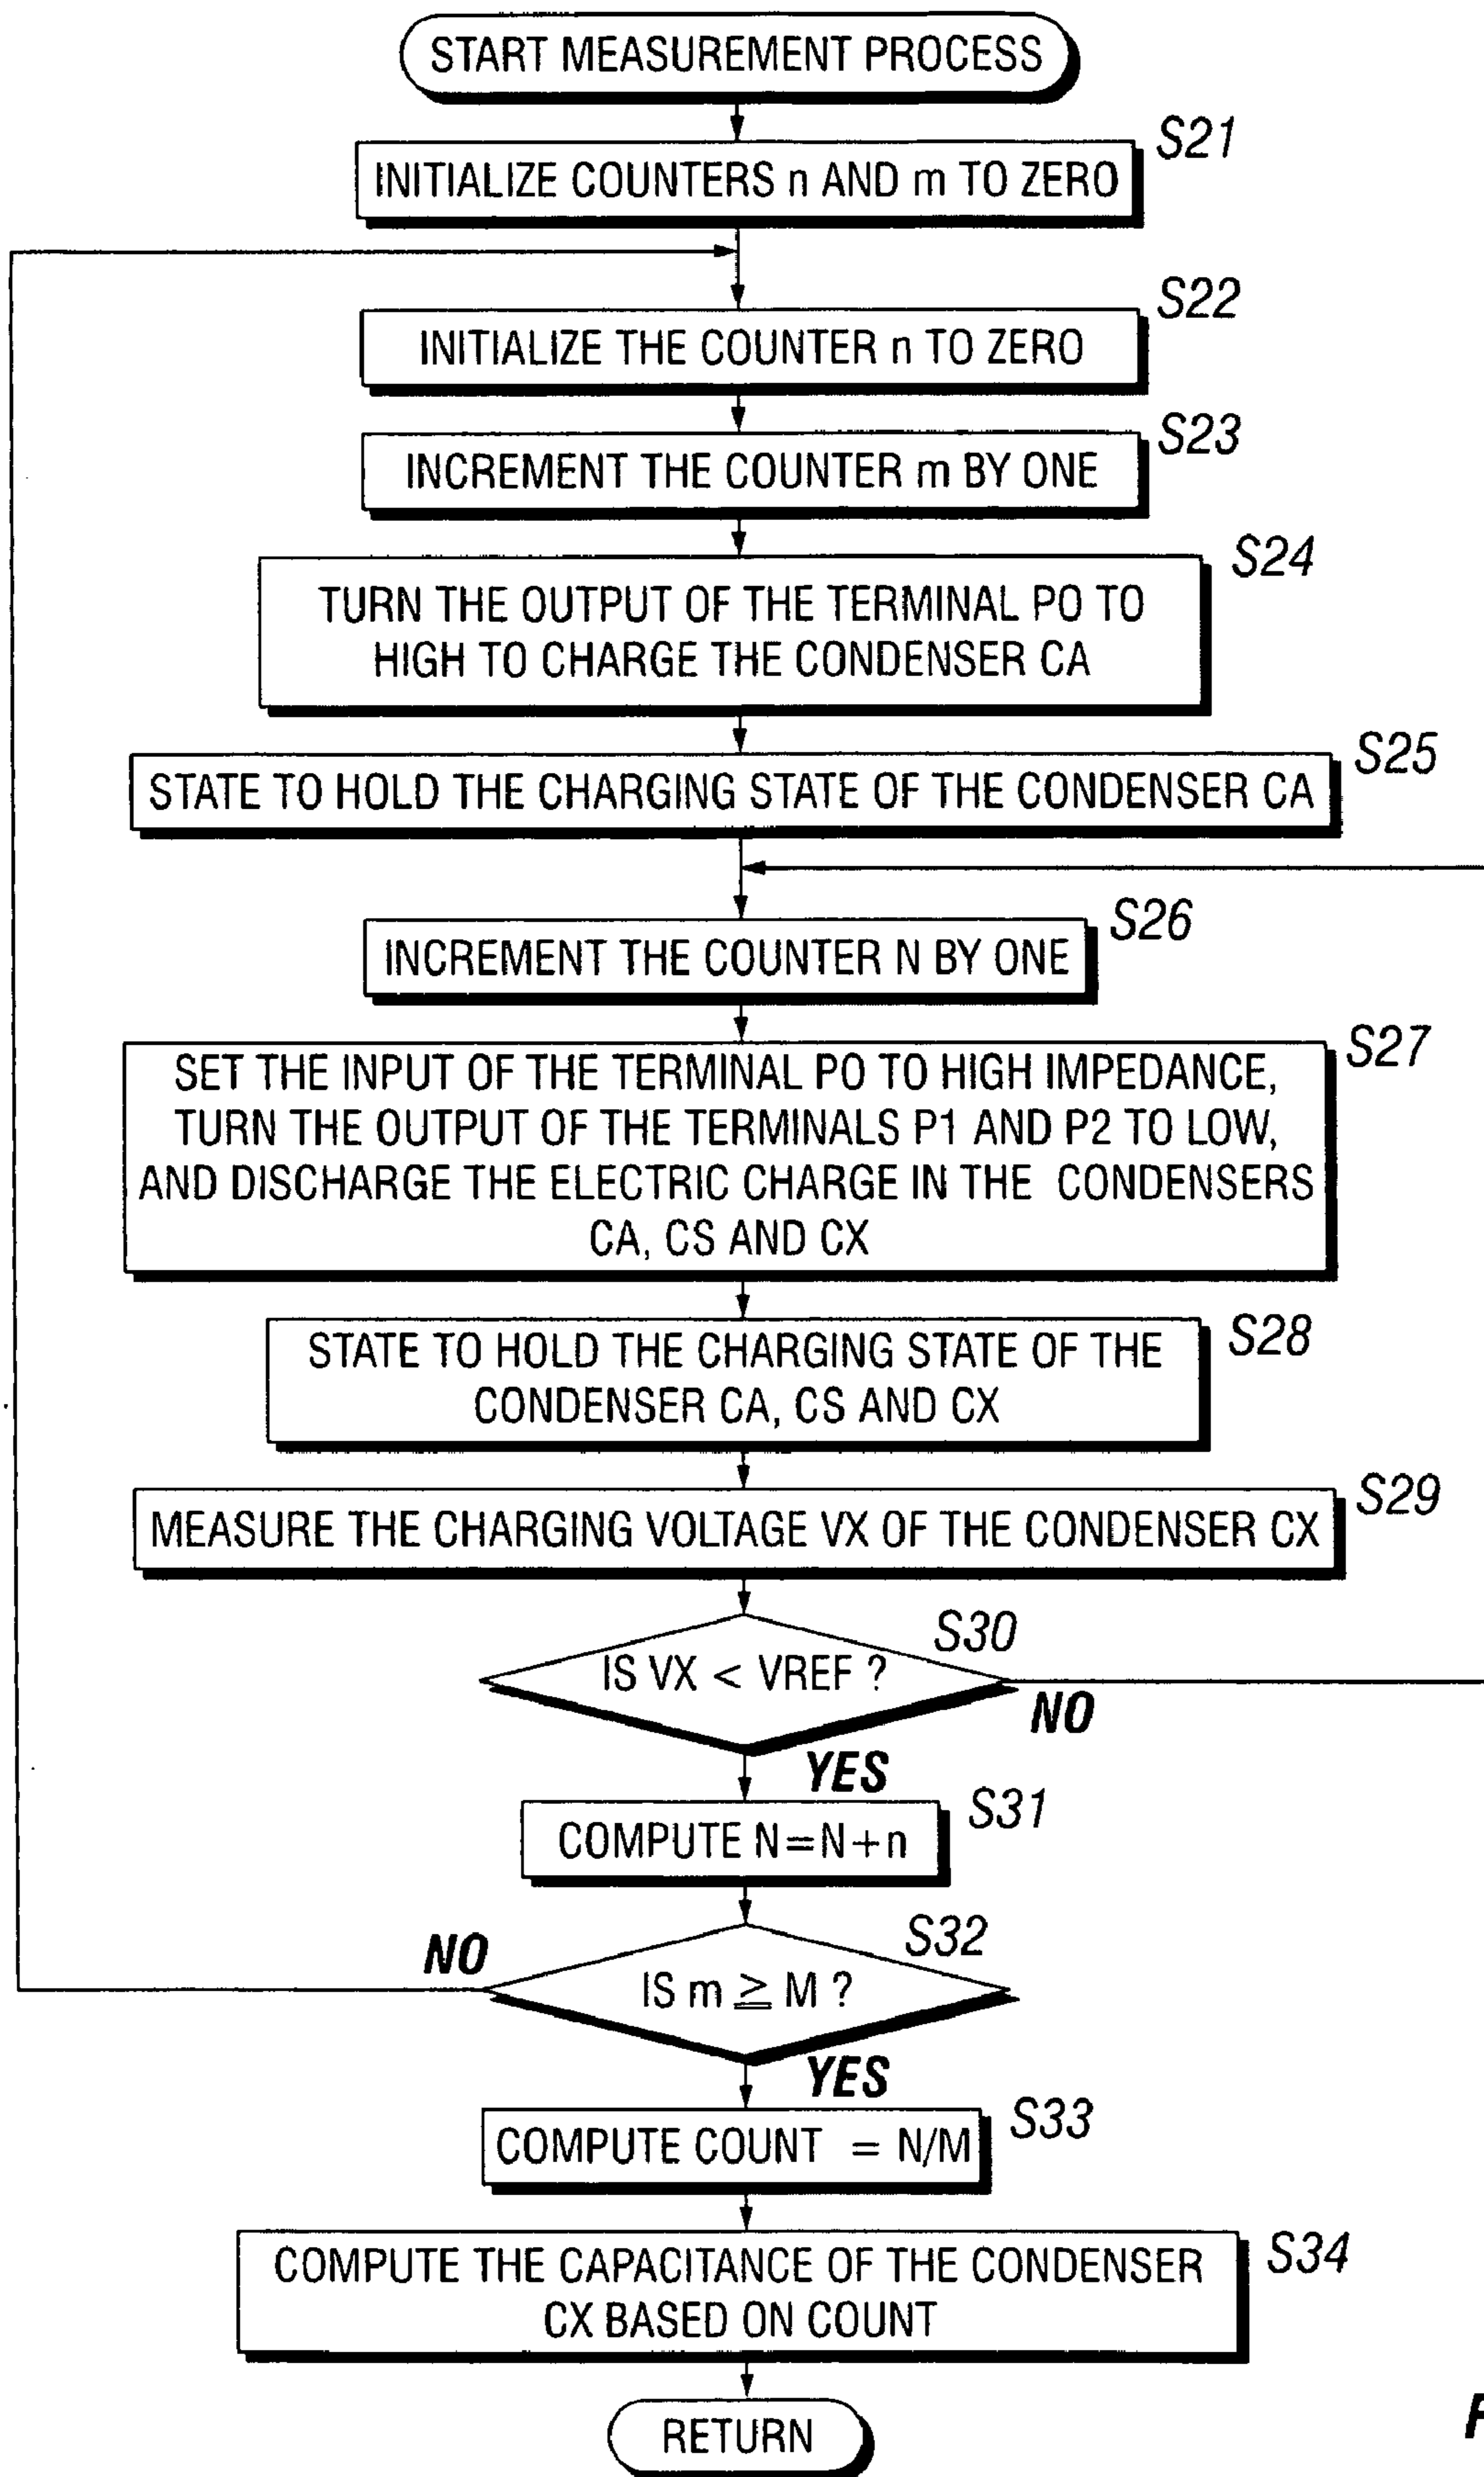 START MEASUREMENT PROCESS
S21
INITIALIZE COUNTERS n AND m TO ZERO
S22
INITIALIZE THE COUNTER n TO ZERO
S23
INCREMENT THE COUNTER m BY ONE
S24
TURN THE OUTPUT OF THE TERMINAL PO TO
HIGH TO CHARGE THE CONDENSER CA
S25
STATE TO HOLD THE CHARGING STATE OF THE CONDENSER CA
S26
INCREMENT THE COUNTER N BY ONE
S27
SET THE INPUT OF THE TERMINAL PO TO HIGH IMPEDANCE,
TURN THE OUTPUT OF THE TERMINALS P1 AND P2 TO LOW,
AND DISCHARGE THE ELECTRIC CHARGE IN THE CONDENSERS
CA, CS AND CX
S28
STATE TO HOLD THE CHARGING STATE OF THE
CONDENSER CA, CS AND CX
S29
MEASURE THE CHARGING VOLTAGE VX OF THE CONDENSER CX
S30
IS VX < VREF ?
NO
YES
S31
COMPUTE N=N+n
S32
NO
IS m ≧ M ?
YES
S33
COMPUTE COUNT = N/M
S34
COMPUTE THE CAPACITANCE OF THE CONDENSER
CX BASED ON COUNT
RETURN